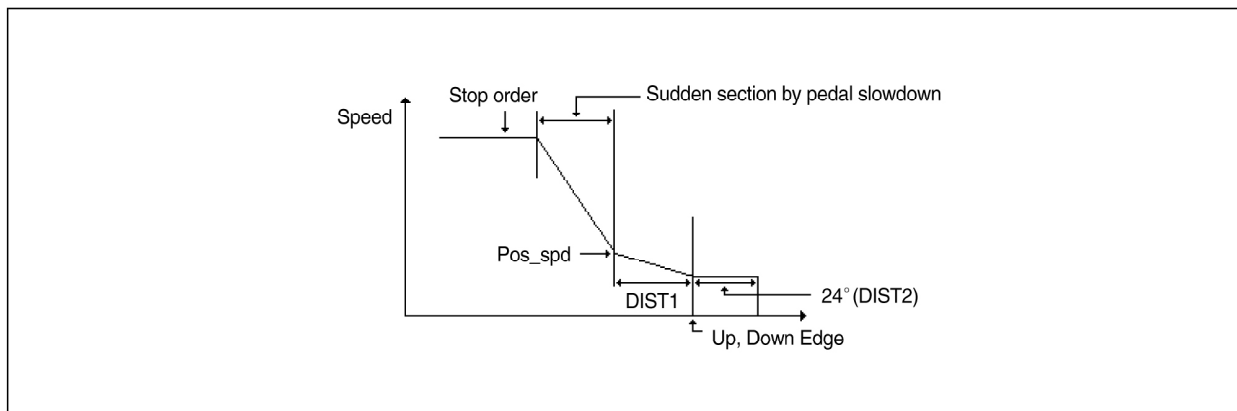 Stop order
Sudden section by pedal slowdown
Speed
Pos_spd
DIST1
24°(DIST2)
Up, Down Edge